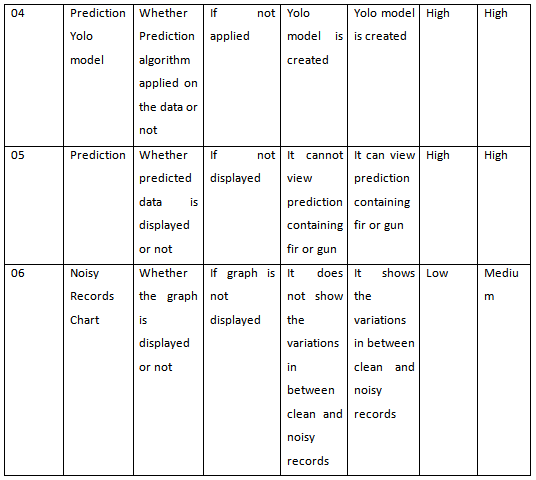 04
Prediction
Yolo
model
Whether
Prediction
algorithm
applied on
the data or
not
If not
applied
Yolo
model is
created
Yolo model
is created
High
High
05
Prediction
Whether
predicted
data is
displayed
or not
If not
displayed
It cannot
view
prediction
containing
fir or gun
It can view
prediction
containing
fir or gun
High
High
06
Noisy
Records
Chart
Whether
the graph
is
displayed
or not
If graph is
not
displayed
It does
not show
the
variations
in
between
clean and
noisy
records
It shows
the
variations
in between
clean and
noisy
records
Low
Mediu
m